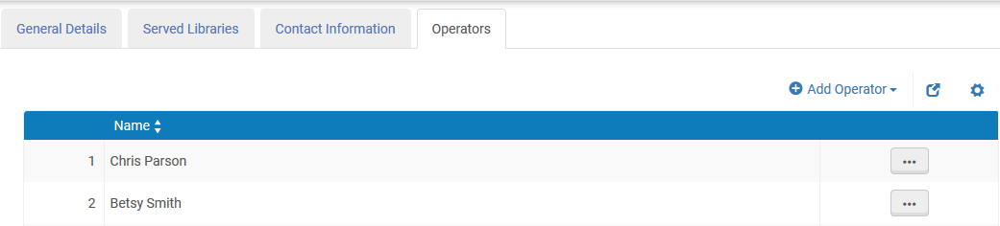 General Details Served Libraries Contact Information Operators
Add Operator
Name
1 Chris Parson ...
2 Betsy Smith ...